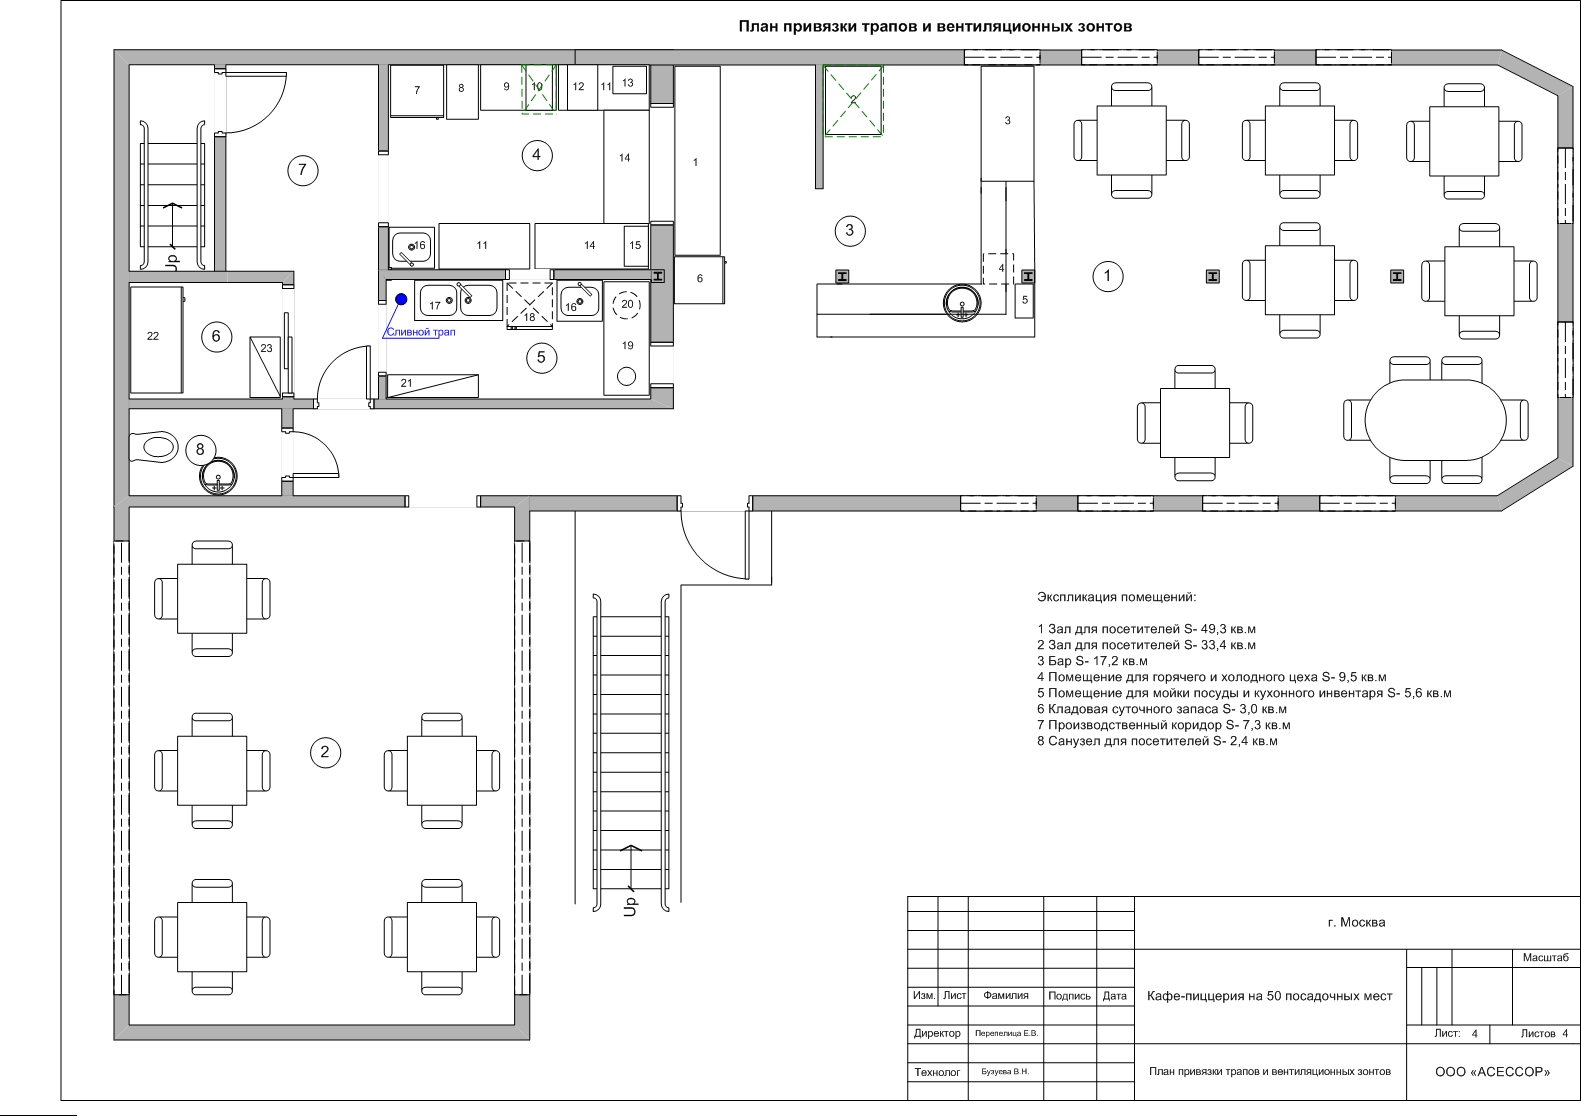 План привязки трапов и вентиляционных зонтов
7
8
9
10
12
11
13
2
3
14
1
4
7
16
11
14
15
3
Up
6
4
1
5
17
18
16
20
Сливной трап
22
6
23
5
19
21
8
2
Up
Экспликация помещений:
1 Зал для посетителей S- 49,3 кв.м
2 Зал для посетителей S- 33,4 кв.м
3 Бар S- 17,2 кв.м
4 Помещение для горячего и холодного цеха S- 9,5 кв.м
5 Помещение для мойки посуды и кухонного инвентаря S- 5,6 кв.м
6 Кладовая суточного запаса S- 3,0 кв.м
7 Производственный коридор S- 7,3 кв.м
8 Санузел для посетителей S- 2,4 кв.м
г. Москва
Масштаб
Изм. Лист Фамилия Подпись Дата
Кафе-пиццерия на 50 посадочных мест
Директор Перепелица Е.В.
Лист: 4 Листов 4
Технолог Бузуева В.Н.
План привязки трапов и вентиляционных зонтов
ООО «АСЕССОР»